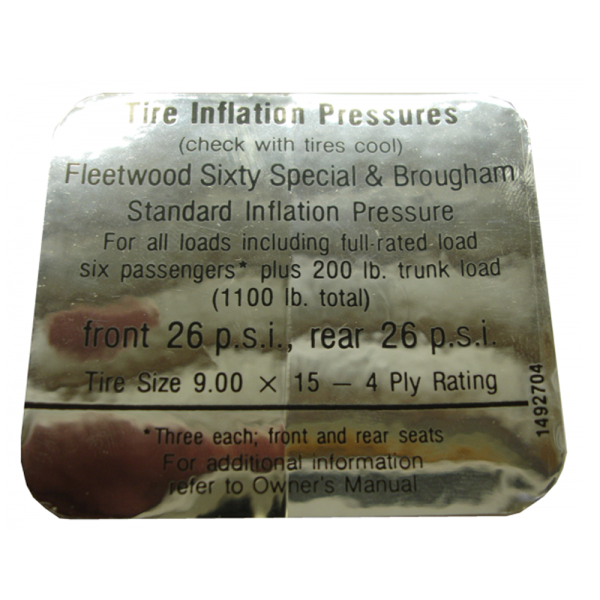 Tire Inflation Pressures
(check with tires cool)
Fleetwood Sixty Special & Brougham
Standard Inflation Pressure
For all loads including full-rated load
six passengers* plus 200 lb. trunk load
(1100 lb. total)
front 26 p.s.i., rear 26 p.s.i.
Tire Size 9.00 × 15 — 4 Ply Rating
1492704
*Three each; front and rear seats
For additional information
refer to Owner's Manual